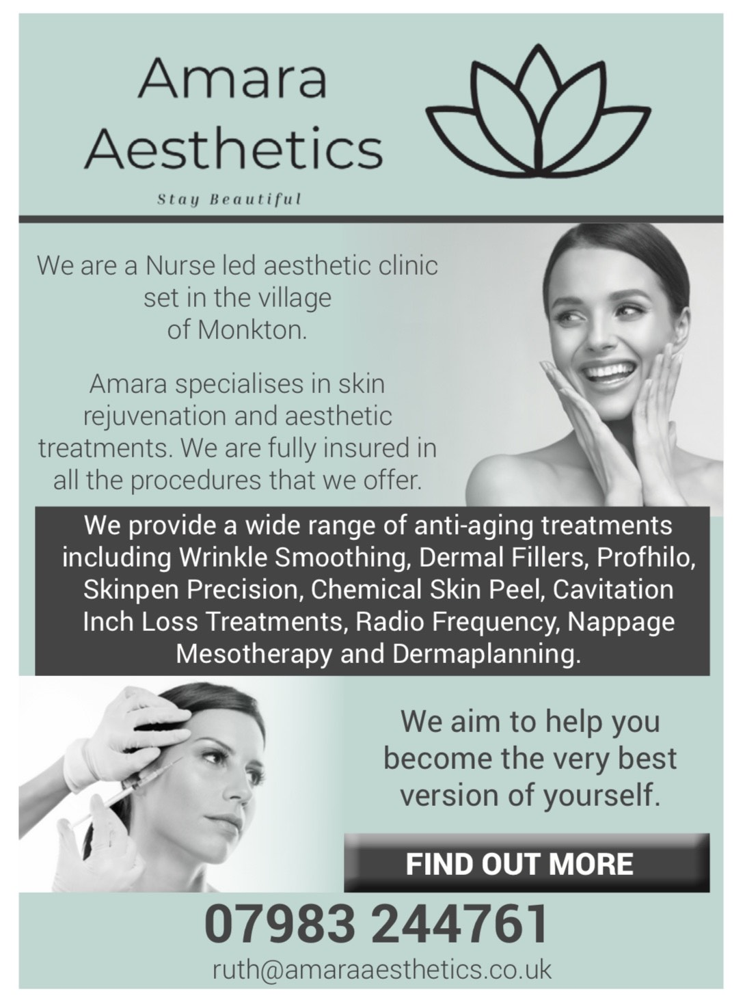 Amara
Aesthetics
Stay Beautiful
We are a Nurse led aesthetic clinic
set in the village
of Monkton.
Amara specialises in skin
rejuvenation and aesthetic
treatments. We are fully insured in
all the procedures that we offer.
We provide a wide range of anti-aging treatments
including Wrinkle Smoothing, Dermal Fillers, Profhilo,
Skinpen Precision, Chemical Skin Peel, Cavitation
Inch Loss Treatments, Radio Frequency, Nappage
Mesotherapy and Dermaplanning.
We aim to help you
become the very best
version of yourself.
FIND OUT MORE
07983 244761
ruth@amaraaesthetics.co.uk